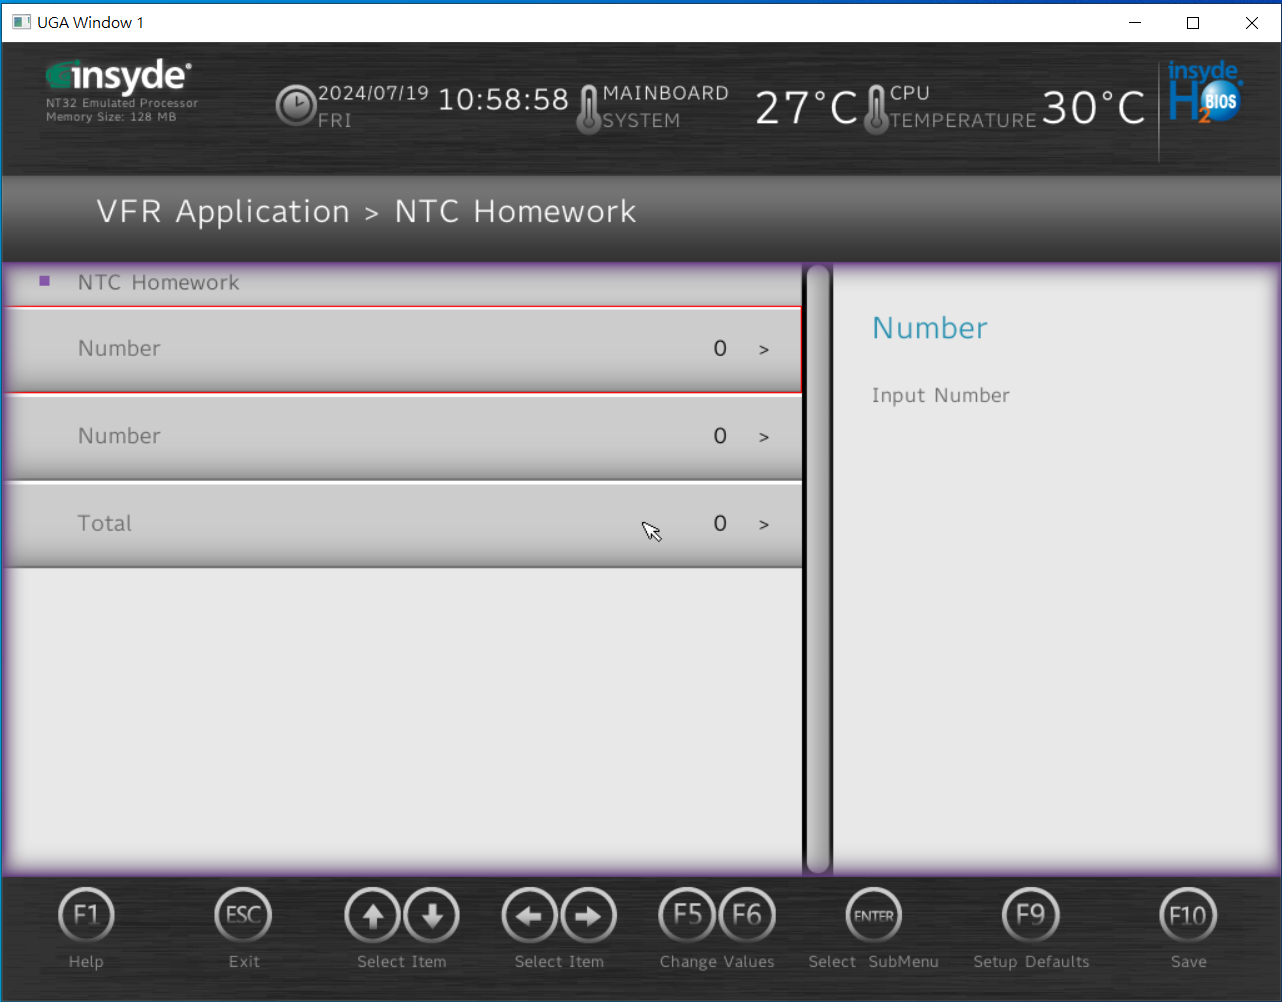 UGA Window 1
insyde®
NT32 Emulated Processor
Memory Size: 128 MB
2024/07/19
FRI
10:58:58
MAINBOARD
SYSTEM
27°C
CPU
TEMPERATURE
30°C
insyde®
H2BIOS
VFR Application > NTC Homework
NTC Homework
Number 0 >
Number 0 >
Total 0 >
Number
Input Number
F1
Help
ESC
Exit
Select Item
Select Item
F5 F6
Change Values
ENTER
Select SubMenu
F9
Setup Defaults
F10
Save